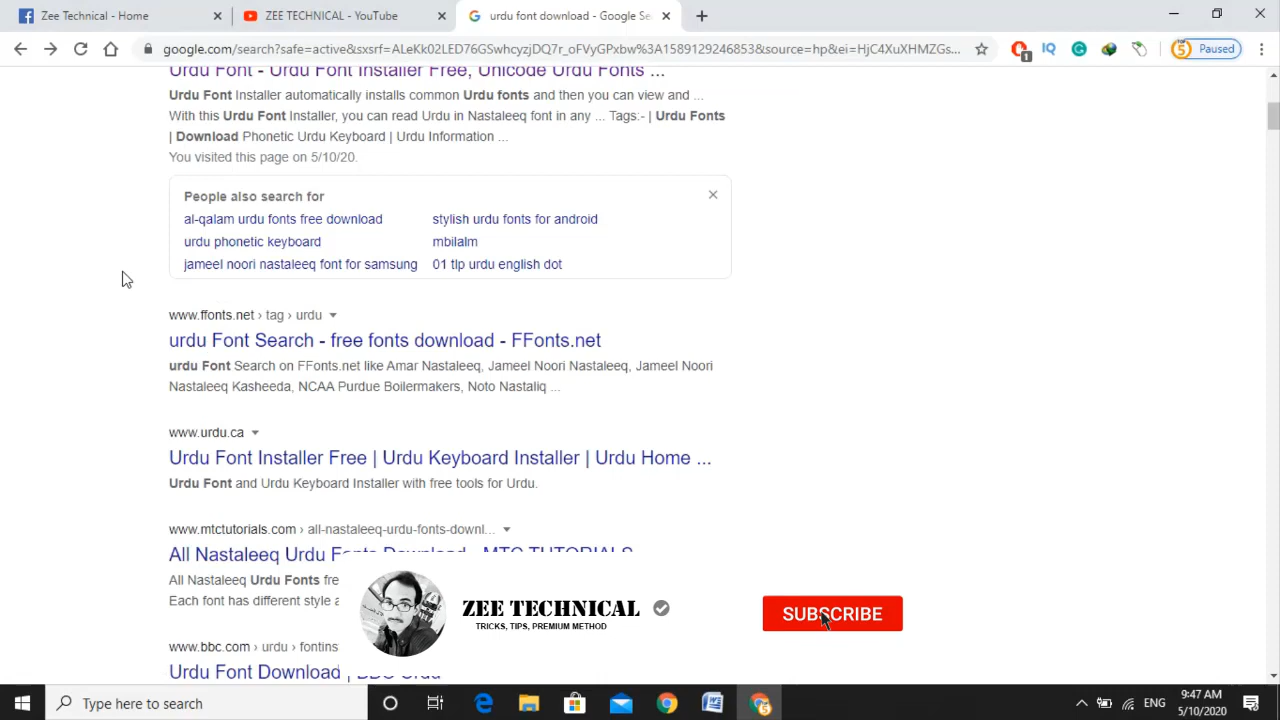 Zee Technical - Home
ZEE TECHNICAL - YouTube
urdu font download - Google Se
google.com/search?safe=active&sxsrf=ALeKk02LED76GSwhcyzjDQ7r_oFVyGPxbw%3A1589129246853&source=hp&ei=HjC4XuXHMZGs...
1
Paused
Urdu Font - Urdu Font Installer Free, Unicode Urdu Fonts ...
Urdu Font Installer automatically installs common Urdu fonts and then you can view and ...
With this Urdu Font Installer, you can read Urdu in Nastaleeq font in any ... Tags:- | Urdu Fonts
| Download Phonetic Urdu Keyboard | Urdu Information ...
You visited this page on 5/10/20.
People also search for
al-qalam urdu fonts free download
stylish urdu fonts for android
urdu phonetic keyboard
mbilalm
jameel noori nastaleeq font for samsung
01 tlp urdu english dot
www.ffonts.net › tag › urdu
urdu Font Search - free fonts download - FFonts.net
urdu Font Search on FFonts.net like Amar Nastaleeq, Jameel Noori Nastaleeq, Jameel Noori
Nastaleeq Kasheeda, NCAA Purdue Boilermakers, Noto Nastaliq ...
www.urdu.ca
Urdu Font Installer Free | Urdu Keyboard Installer | Urdu Home ...
Urdu Font and Urdu Keyboard Installer with free tools for Urdu.
www.mtctutorials.com › all-nastaleeq-urdu-fonts-downl...
All Nastaleeq Urdu Fonts Download - MTC TUTORIALS
All Nastaleeq Urdu Fonts fre
Each font has different style a
www.bbc.com › urdu › fontins
Urdu Font Download | BBC Urdu
ZEE TECHNICAL
TRICKS, TIPS, PREMIUM METHOD
SUBSCRIBE
Type here to search
ENG
9:47 AM
5/10/2020